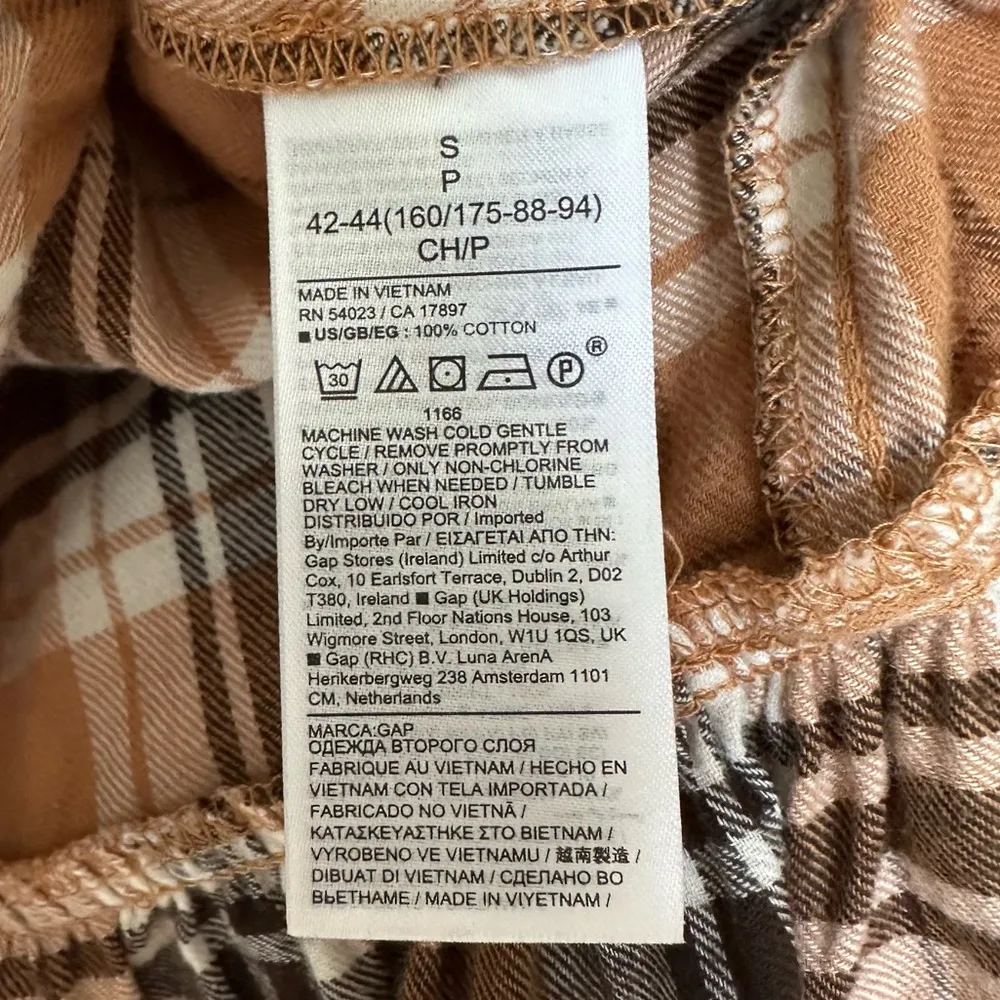 S
P
42-44(160/175-88-94)
CH/P
MADE IN VIETNAM
RN 54023 / CA 17897
US/GB/EG : 100% COTTON
30 P ®
1166
MACHINE WASH COLD GENTLE
CYCLE / REMOVE PROMPTLY FROM
WASHER / ONLY NON-CHLORINE
BLEACH WHEN NEEDED / TUMBLE
DRY LOW / COOL IRON
DISTRIBUIDO POR / Imported
By/Importe Par / ΕΙΣΑΓΕΤΑΙ ΑΠΟ ΤΗΝ:
Gap Stores (Ireland) Limited c/o Arthur
Cox, 10 Earlsfort Terrace, Dublin 2, D02
T380, Ireland ■ Gap (UK Holdings)
Limited, 2nd Floor Nations House, 103
Wigmore Street, London, W1U 1QS, UK
■ Gap (RHC) B.V. Luna ArenA
Herikerbergweg 238 Amsterdam 1101
CM, Netherlands
MARCA:GAP
ОДЕЖДА ВТОРОГО СЛОЯ
FABRIQUE AU VIETNAM / HECHO EN
VIETNAM CON TELA IMPORTADA /
FABRICADO NO VIETNÃ /
ΚΑΤΑΣΚΕΥΑΣΤΗΚΕ ΣΤΟ ΒΙΕΤΝΑΜ /
VYROBENO VE VIETNAMU / 越南製造 /
DIBUAT DI VIETNAM / СДЕЛАНО ВО
ВЬЕТНАМЕ / MADE IN VIYETNAM /